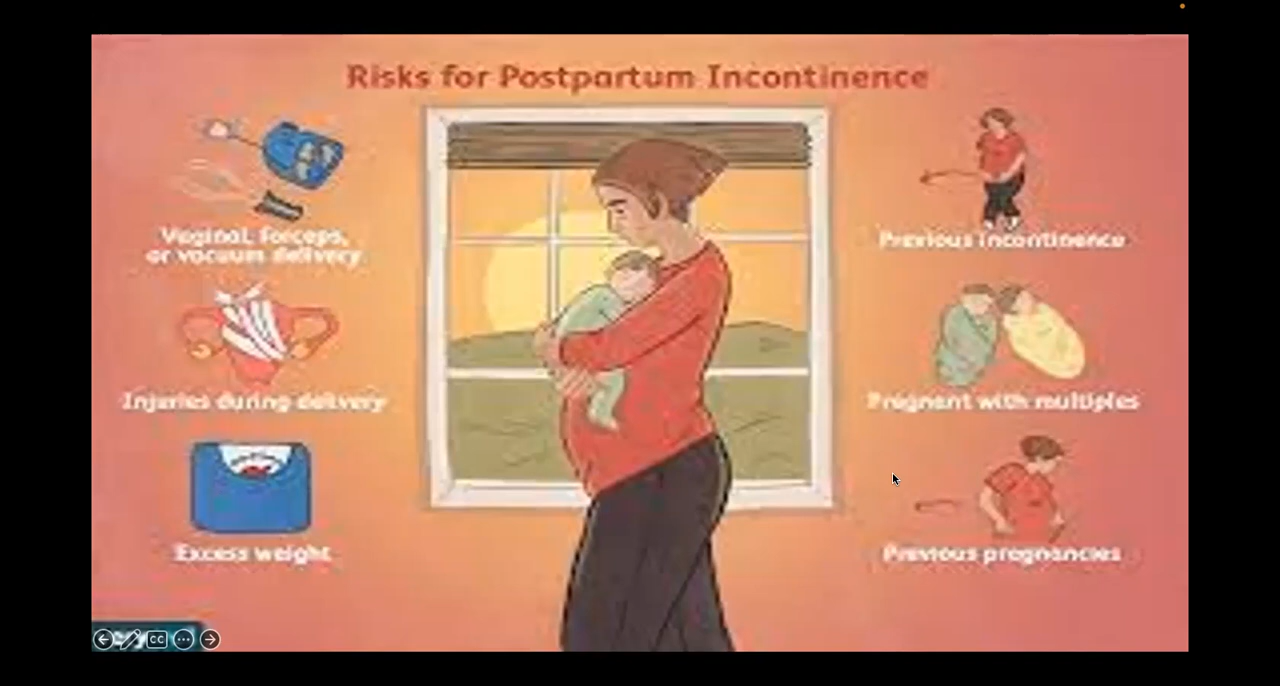 Risks for Postpartum Incontinence
Vaginal, forceps,
or vacuum delivery
Injuries during delivery
Excess weight
Previous incontinence
Pregnant with multiples
Previous pregnancies
CC